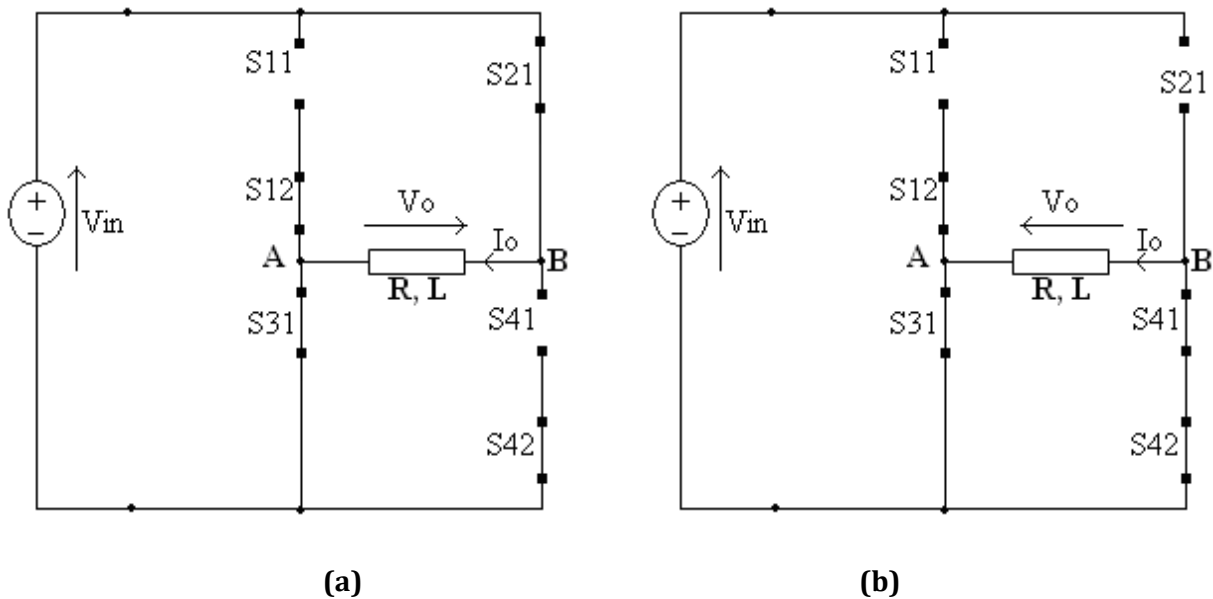 S11
S21
S12
+
−
Vin
Vo
A
Io
B
R, L
S31
S41
S42
(a)
S11
S21
S12
+
−
Vin
Vo
A
Io
B
R, L
S31
S41
S42
(b)